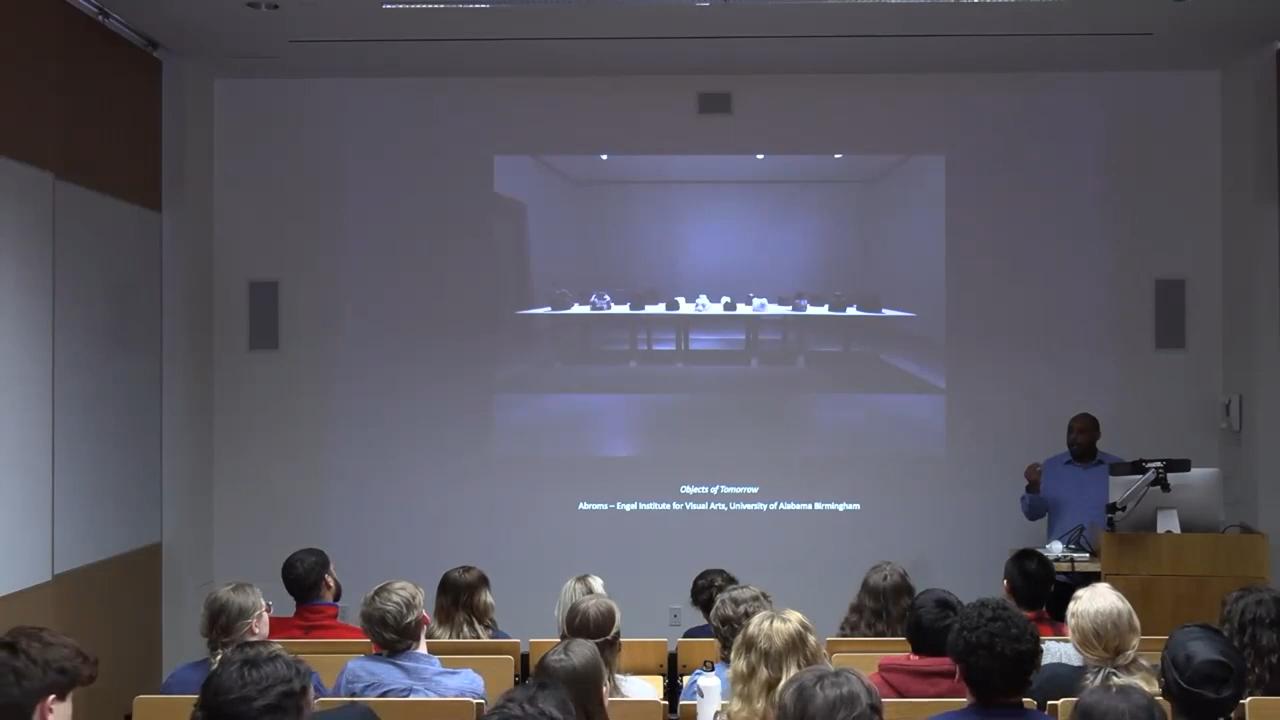 Objects of Tomorrow
Abroms – Engel Institute for Visual Arts, University of Alabama Birmingham